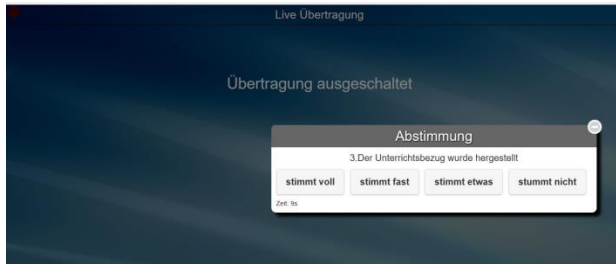 Live Übertragung
Übertragung ausgeschaltet
Abstimmung
3.Der Unterrichtsbezug wurde hergestellt
stimmt voll stimmt fast stimmt etwas stummt nicht
Zeit: 9s